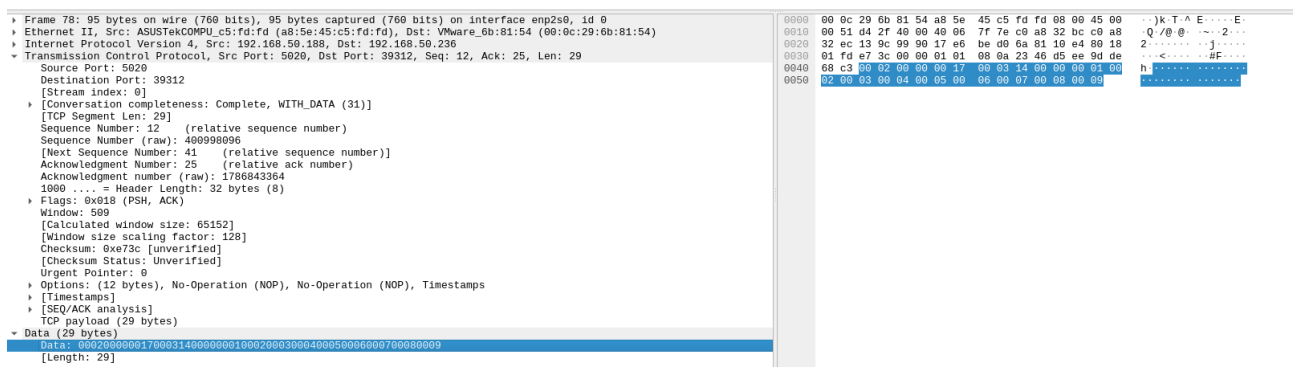 Frame 78: 95 bytes on wire (760 bits), 95 bytes captured (760 bits) on interface enp2s0, id 0
Ethernet II, Src: ASUSTekCOMPU_c5:fd:fd (a8:5e:45:c5:fd:fd), Dst: VMware_6b:81:54 (00:0c:29:6b:81:54)
Internet Protocol Version 4, Src: 192.168.50.188, Dst: 192.168.50.236
Transmission Control Protocol, Src Port: 5020, Dst Port: 39312, Seq: 12, Ack: 25, Len: 29
Source Port: 5020
Destination Port: 39312
[Stream index: 0]
[Conversation completeness: Complete, WITH_DATA (31)]
[TCP Segment Len: 29]
Sequence Number: 12 (relative sequence number)
Sequence Number (raw): 400998096
[Next Sequence Number: 41 (relative sequence number)]
Acknowledgment Number: 25 (relative ack number)
Acknowledgment number (raw): 1786843364
1000 .... = Header Length: 32 bytes (8)
Flags: 0x018 (PSH, ACK)
Window: 509
[Calculated window size: 65152]
[Window size scaling factor: 128]
Checksum: 0xe73c [unverified]
[Checksum Status: Unverified]
Urgent Pointer: 0
Options: (12 bytes), No-Operation (NOP), No-Operation (NOP), Timestamps
[Timestamps]
[SEQ/ACK analysis]
TCP payload (29 bytes)
Data (29 bytes)
Data: 0002000000170003140000000100020003000400050006000700080009
[Length: 29]
0000 00 0c 29 6b 81 54 a8 5e 45 c5 fd fd 08 00 45 00 ··)k·T·^ E·····E·
0010 00 51 d4 2f 40 00 40 06 7f 7e c0 a8 32 bc c0 a8 ·Q·/@·@· ·~··2···
0020 32 ec 13 9c 99 90 17 e6 be d0 6a 81 10 e4 80 18 2······· ··j·····
0030 01 fd e7 3c 00 00 01 01 08 0a 23 46 d5 ee 9d de ···<···· ··#F····
0040 68 c3 00 02 00 00 00 17 00 03 14 00 00 00 01 00 h······· ········
0050 02 00 03 00 04 00 05 00 06 00 07 00 08 00 09 ········ ·······